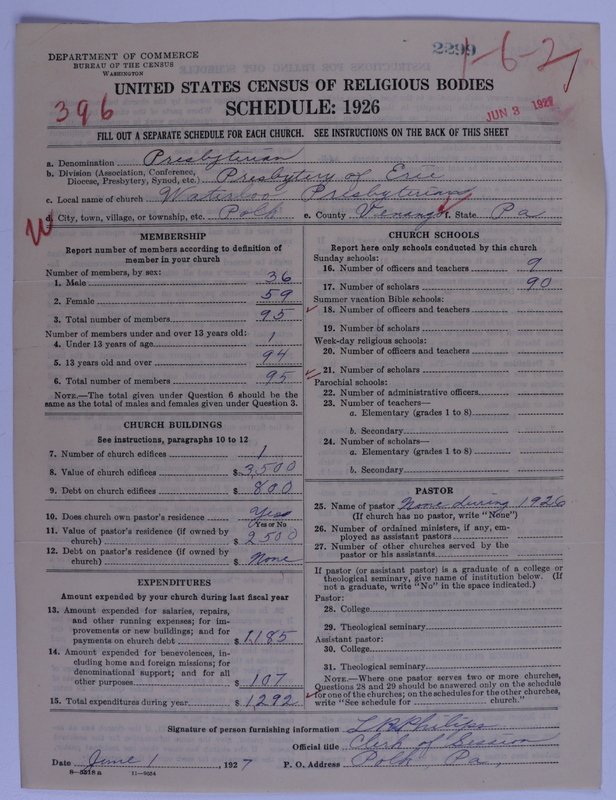 DEPARTMENT OF COMMERCE
BUREAU OF THE CENSUS
WASHINGTON
2299
1-6-27
396
UNITED STATES CENSUS OF RELIGIOUS BODIES
SCHEDULE: 1926
JUN 3 1927
FILL OUT A SEPARATE SCHEDULE FOR EACH CHURCH. SEE INSTRUCTIONS ON THE BACK OF THIS SHEET
a. Denomination Presbyterian
b. Division (Association, Conference, Diocese, Presbytery, Synod, etc.) Presbytery of Erie
c. Local name of church Waterloo Presbyterian
d. City, town, village, or township, etc. Polk e. County Venango f. State Pa
MEMBERSHIP
Report number of members according to definition of
member in your church
Number of members, by sex:
1. Male 36
2. Female 59
3. Total number of members 95
Number of members under and over 13 years old:
4. Under 13 years of age 1
5. 13 years old and over 94
6. Total number of members 95
NOTE.—The total given under Question 6 should be the
same as the total of males and females given under Question 3.
CHURCH BUILDINGS
See instructions, paragraphs 10 to 12
7. Number of church edifices 1
8. Value of church edifices $3,500
9. Debt on church edifices $800
10. Does church own pastor's residence Yes
(Yes or No)
11. Value of pastor's residence (if owned by
church) $2500
12. Debt on pastor's residence (if owned by
church) $ None
EXPENDITURES
Amount expended by your church during last fiscal year
13. Amount expended for salaries, repairs,
and other running expenses; for im-
provements or new buildings; and for
payments on church debt $1185
14. Amount expended for benevolences, in-
cluding home and foreign missions; for
denominational support; and for all
other purposes $107
15. Total expenditures during year $1292
CHURCH SCHOOLS
Report here only schools conducted by this church
Sunday schools:
16. Number of officers and teachers 9
17. Number of scholars 90
Summer vacation Bible schools:
18. Number of officers and teachers
19. Number of scholars
Week-day religious schools:
20. Number of officers and teachers
21. Number of scholars
Parochial schools:
22. Number of administrative officers
23. Number of teachers—
a. Elementary (grades 1 to 8)
b. Secondary
24. Number of scholars—
a. Elementary (grades 1 to 8)
b. Secondary
PASTOR
25. Name of pastor None during 1926
(If church has no pastor, write "None")
26. Number of ordained ministers, if any, em-
ployed as assistant pastors
27. Number of other churches served by the
pastor or his assistants
If pastor (or assistant pastor) is a graduate of a college or
theological seminary, give name of institution below. (If
not a graduate, write "No" in the space indicated.)
Pastor:
28. College
29. Theological seminary
Assistant pastor:
30. College
31. Theological seminary
NOTE.—Where one pastor serves two or more churches,
Questions 28 and 29 should be answered only on the schedule
for one of the churches; on the schedules for the other churches,
write "See schedule for church."
Signature of person furnishing information L R Philips
Official title Clerk of Session
Date June 1, 1927 P. O. Address Polk, Pa,
8—5318 a 11—6024